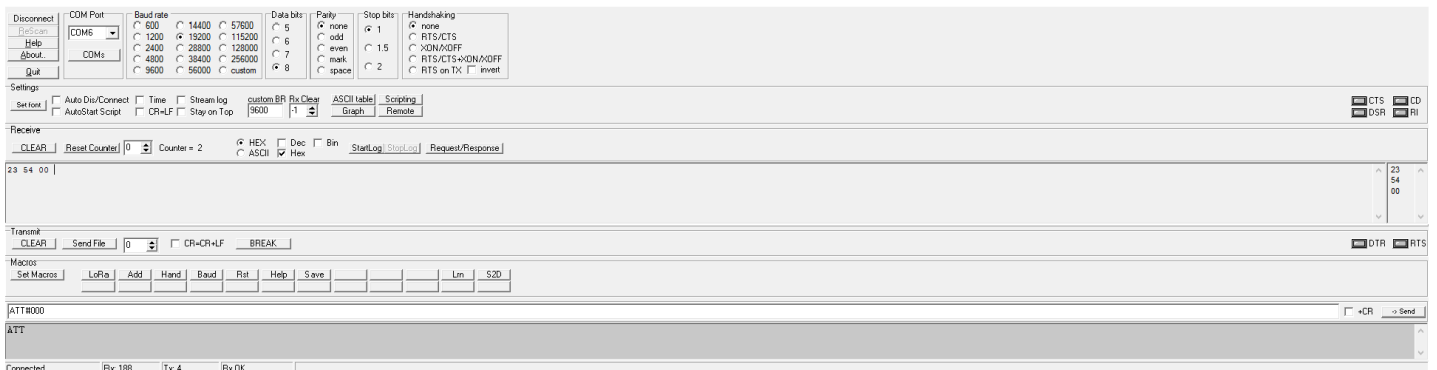 Disconnect
ReScan
Help
About..
Quit
COM Port
COM6
COMs
Baud rate
600 14400 57600
1200 19200 115200
2400 28800 128000
4800 38400 256000
9600 56000 custom
Data bits
5
6
7
8
Parity
none
odd
even
mark
space
Stop bits
1
1.5
2
Handshaking
none
RTS/CTS
XON/XOFF
RTS/CTS+XON/XOFF
RTS on TX invert
Settings
Set font
Auto Dis/Connect Time Stream log
AutoStart Script CR=LF Stay on Top
custom BR Rx Clear
9600 -1
ASCII table Scripting
Graph Remote
CTS CD
DSR RI
Receive
CLEAR Reset Counter 0 Counter = 2
HEX Dec Bin
ASCII Hex
StartLog StopLog Request/Response
23 54 00
23
54
00
Transmit
CLEAR Send File 0 CR=CR+LF BREAK
DTR RTS
Macros
Set Macros LoRa Add Hand Baud Rst Help Save Lrn S2D
ATT#000
+CR -> Send
ATT
Connected Rx: 188 Tx: 4 Rx OK